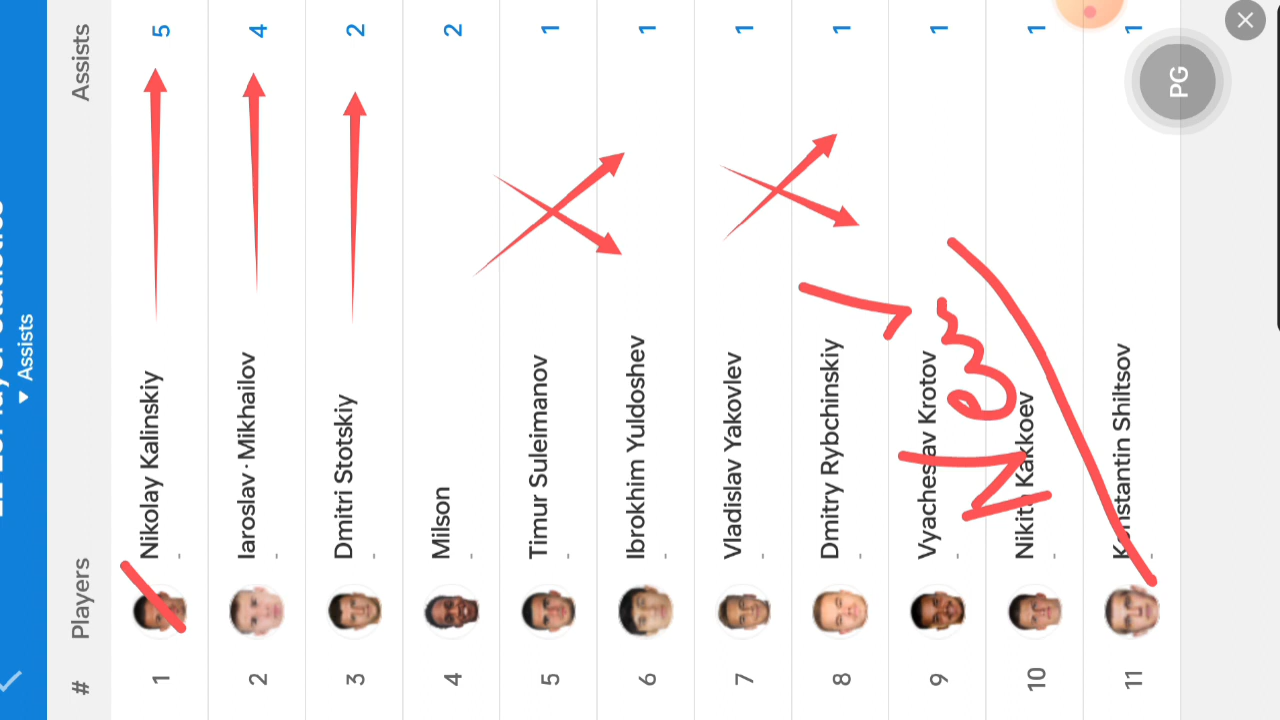 Assists
# Players Assists
1 Nikolay Kalinskiy 5
-
2 Iaroslav · Mikhailov 4
-
3 Dmitri Stotskiy 2
-
4 Milson 2
-
5 Timur Suleimanov 1
-
6 Ibrokhim Yuldoshev 1
-
7 Vladislav Yakovlev 1
-
8 Dmitry Rybchinskiy 1
-
9 Vyacheslav Krotov 1
-
10 Nikita Kakkoev 1
-
11 Konstantin Shiltsov 1
-
PG